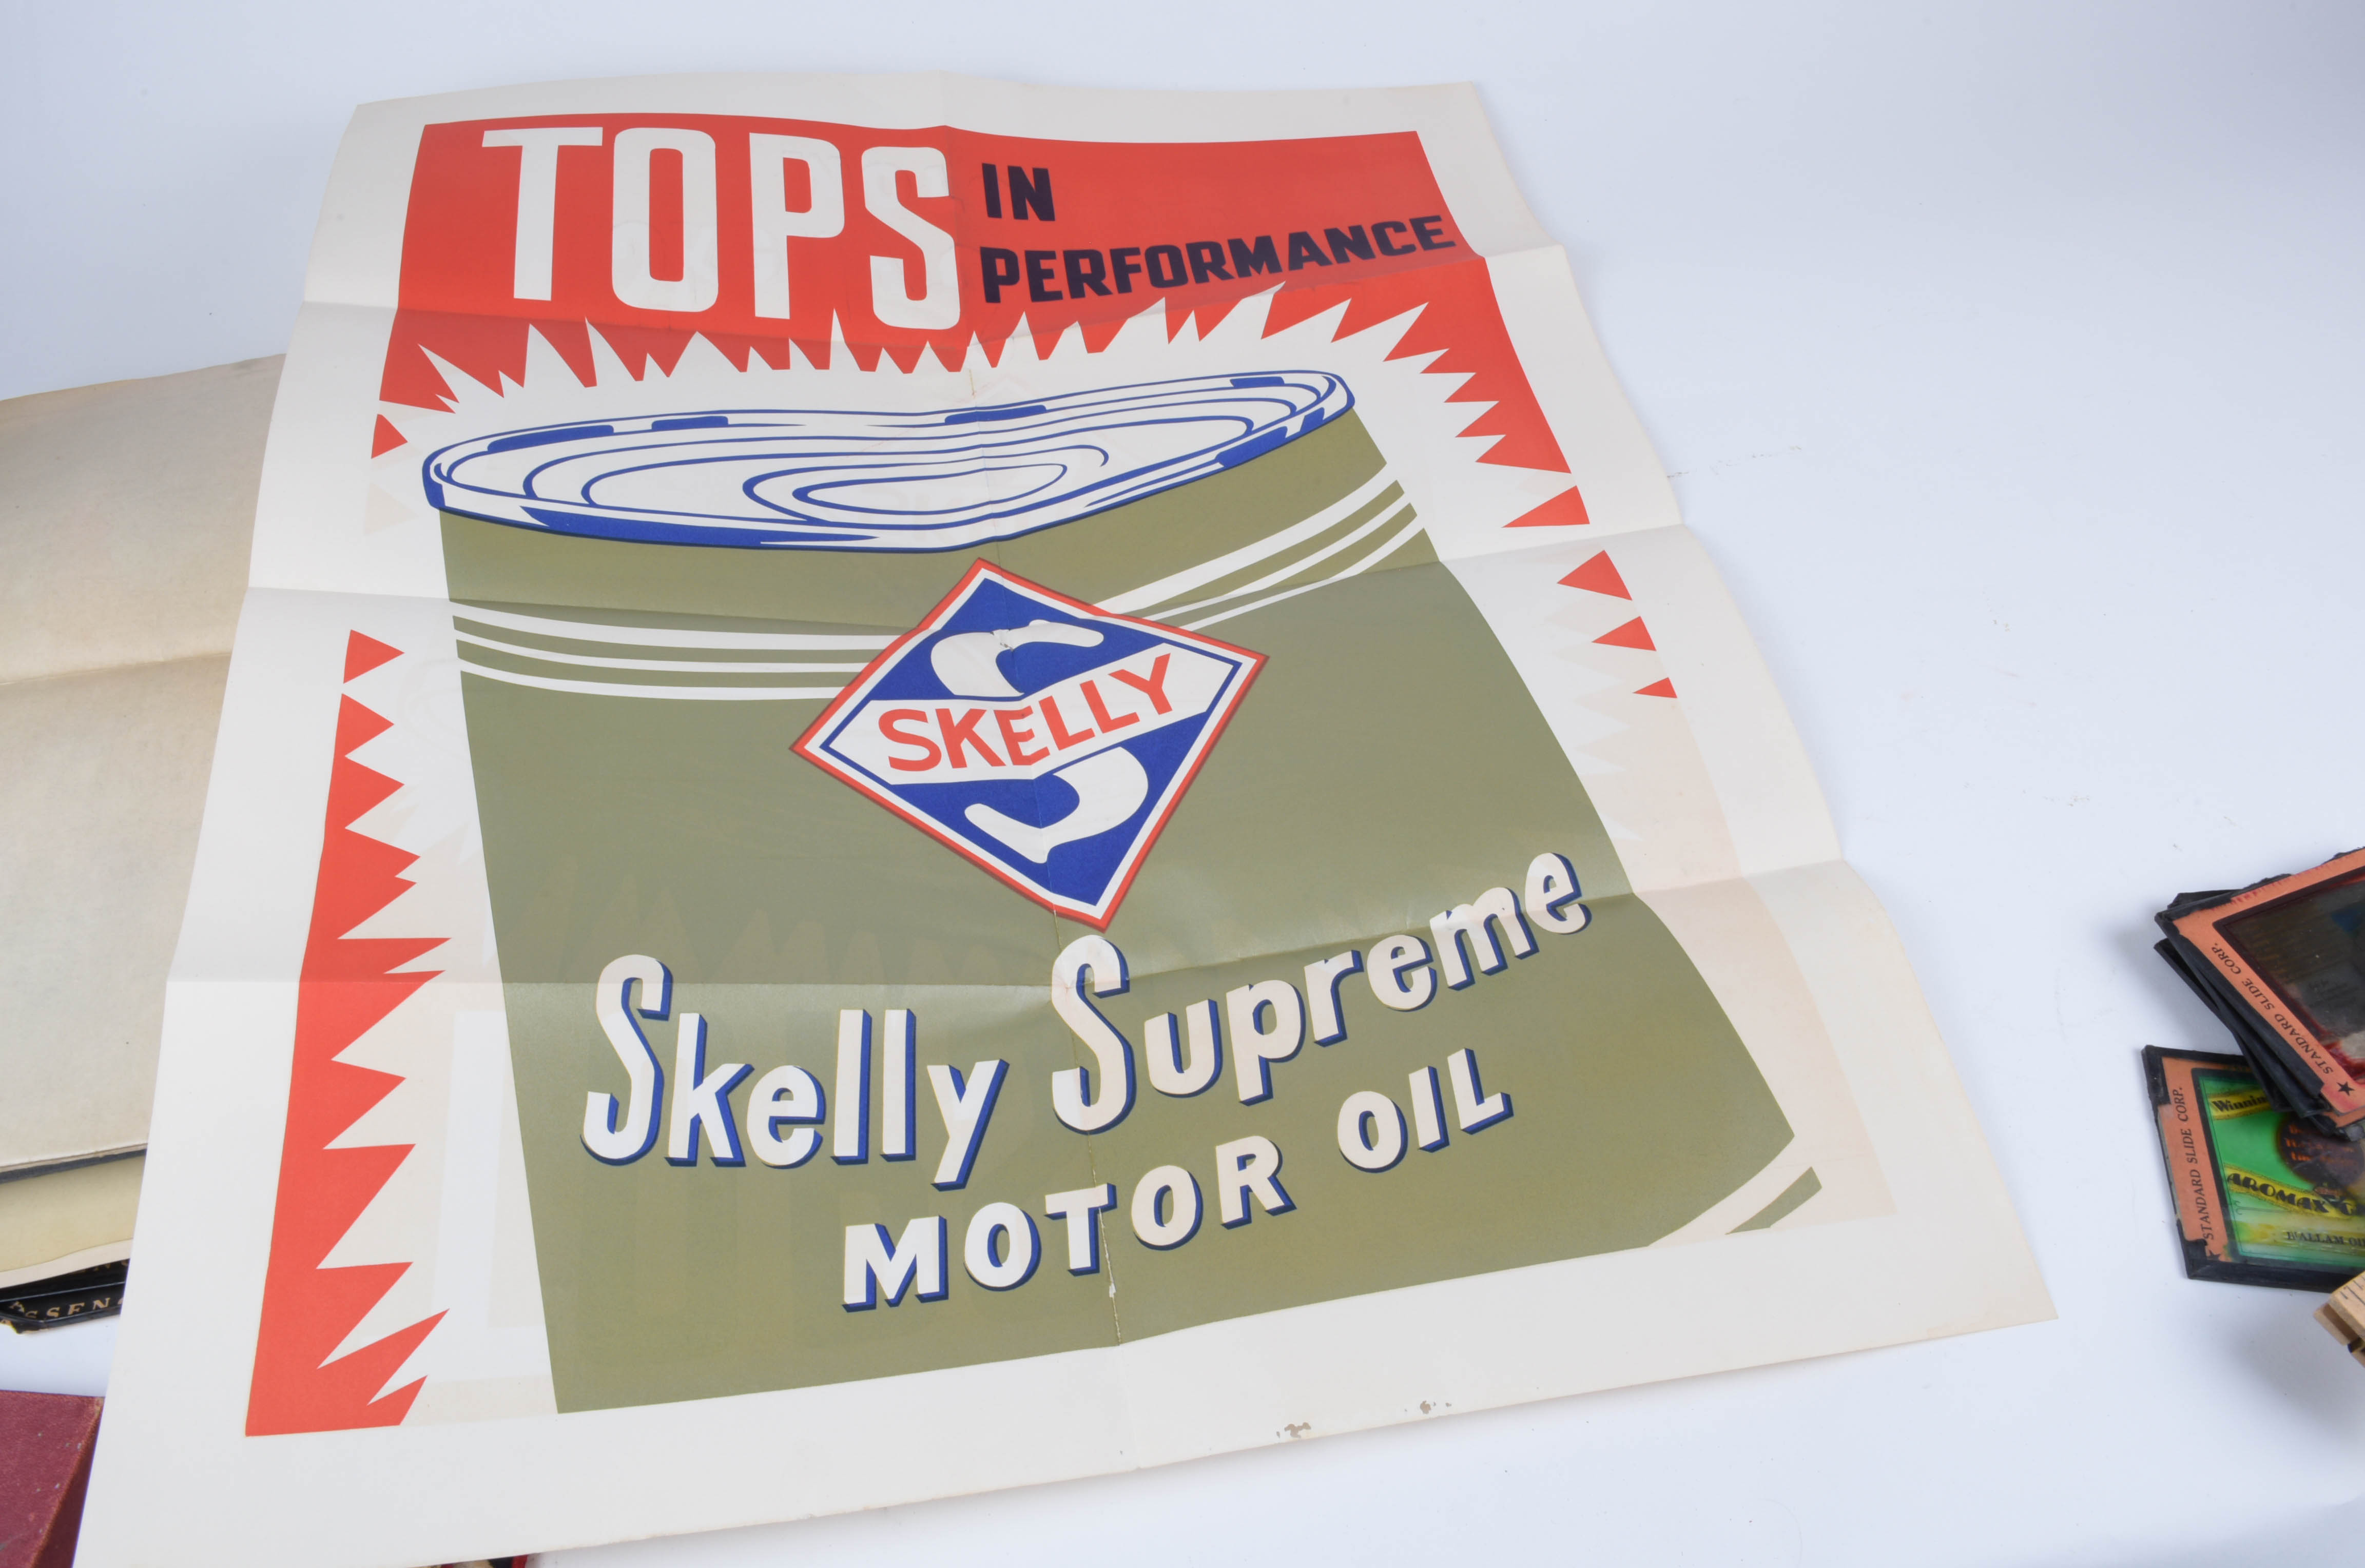 TOPS IN
PERFORMANCE
SKELLY
Skelly Supreme
MOTOR OIL
STANDARD SLIDE CORP.
STANDARD SLIDE CORP.